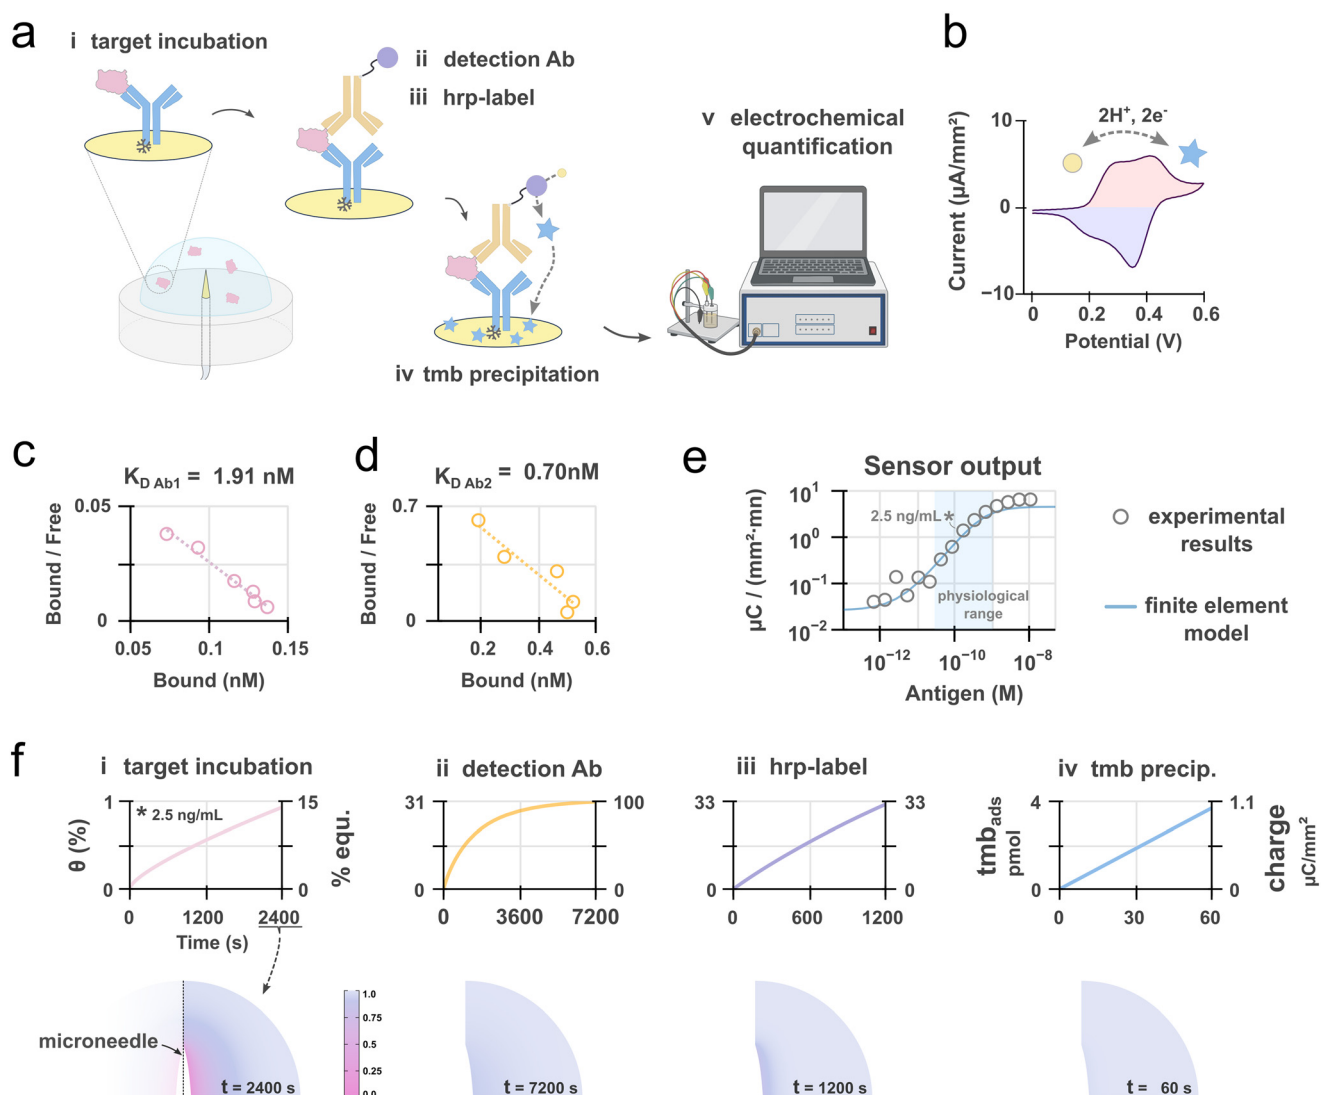 a
i target incubation
ii detection Ab
iii hrp-label
iv tmb precipitation
v electrochemical
quantification
b
2H⁺, 2e⁻
Current (µA/mm²)
10
0
−10
0 0.2 0.4 0.6
Potential (V)
c
K_D Ab1 = 1.91 nM
Bound / Free
0.05
0
0.05 0.1 0.15
Bound (nM)
d
K_D Ab2 = 0.70nM
Bound / Free
0.7
0
0.2 0.4 0.6
Bound (nM)
e
Sensor output
µC / (mm²·mn)
10¹
10⁰
10⁻¹
10⁻²
2.5 ng/mL *
physiological
range
10⁻¹² 10⁻¹⁰ 10⁻⁸
Antigen (M)
experimental
results
finite element
model
f
i target incubation
θ (%)
1
0
* 2.5 ng/mL
15
0
% equ.
0 1200 2400
Time (s)
ii detection Ab
31
0
100
0
0 3600 7200
iii hrp-label
33
0
33
0
0 600 1200
iv tmb precip.
tmb_ads
pmol
4
0
1.1
0
charge
µC/mm²
0 30 60
microneedle
t = 2400 s
1.0
0.75
0.5
0.25
0.0
t = 7200 s
t = 1200 s
t = 60 s